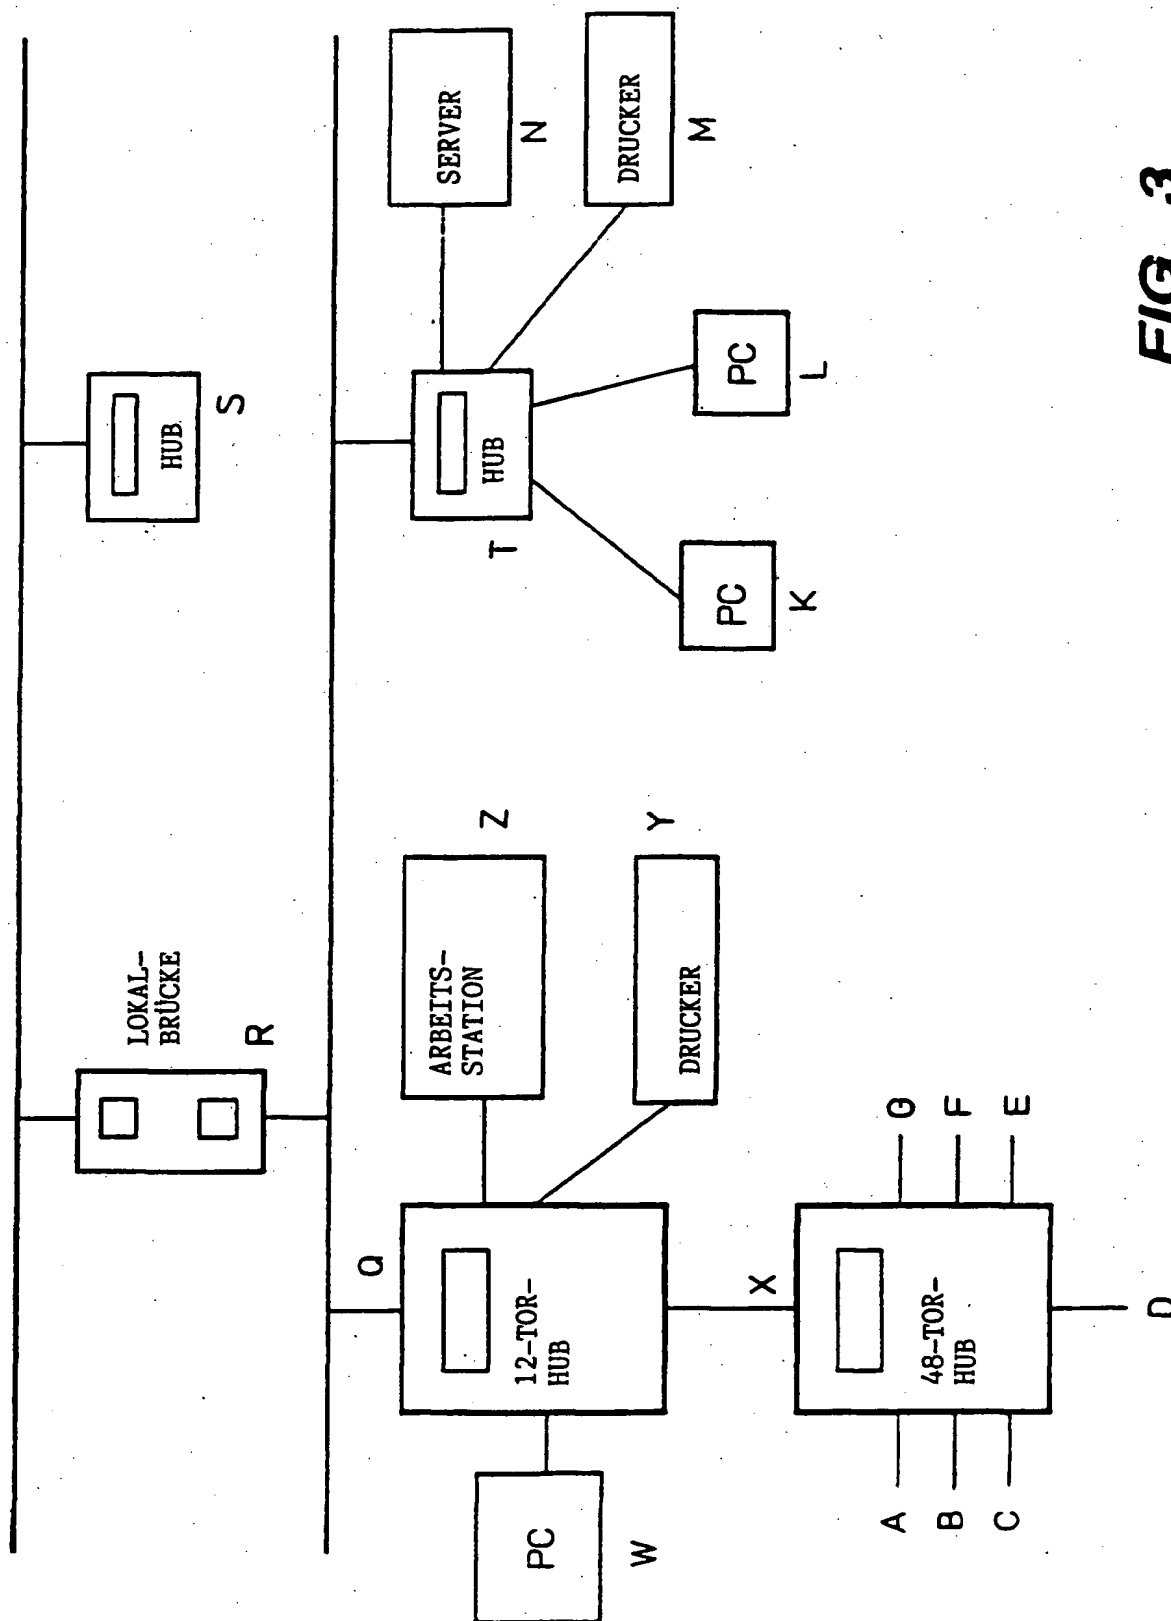 LOKAL-
BRÜCKE
R
HUB
S
Q
12-TOR-
HUB
PC
W
ARBEITS-
STATION
Z
DRUCKER
Y
X
48-TOR-
HUB
A
B
C
D
E
F
G
T
HUB
SERVER
N
DRUCKER
M
PC
K
PC
L
FIG. 3